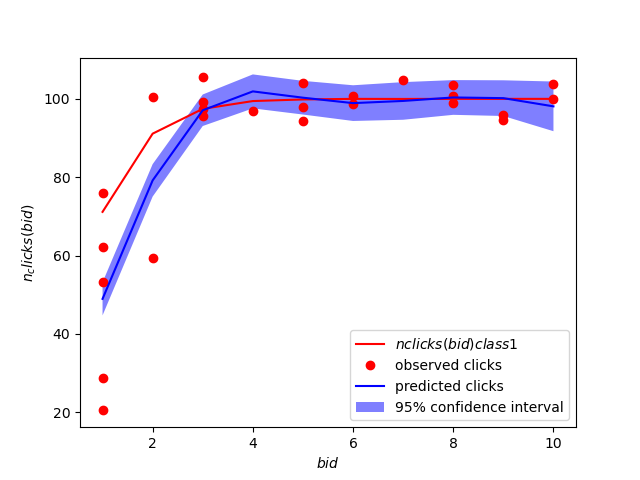 100
80
60
40
20
n_clicks(bid)
nclicks(bid)class1
observed clicks
predicted clicks
95% confidence interval
2 4 6 8 10
bid